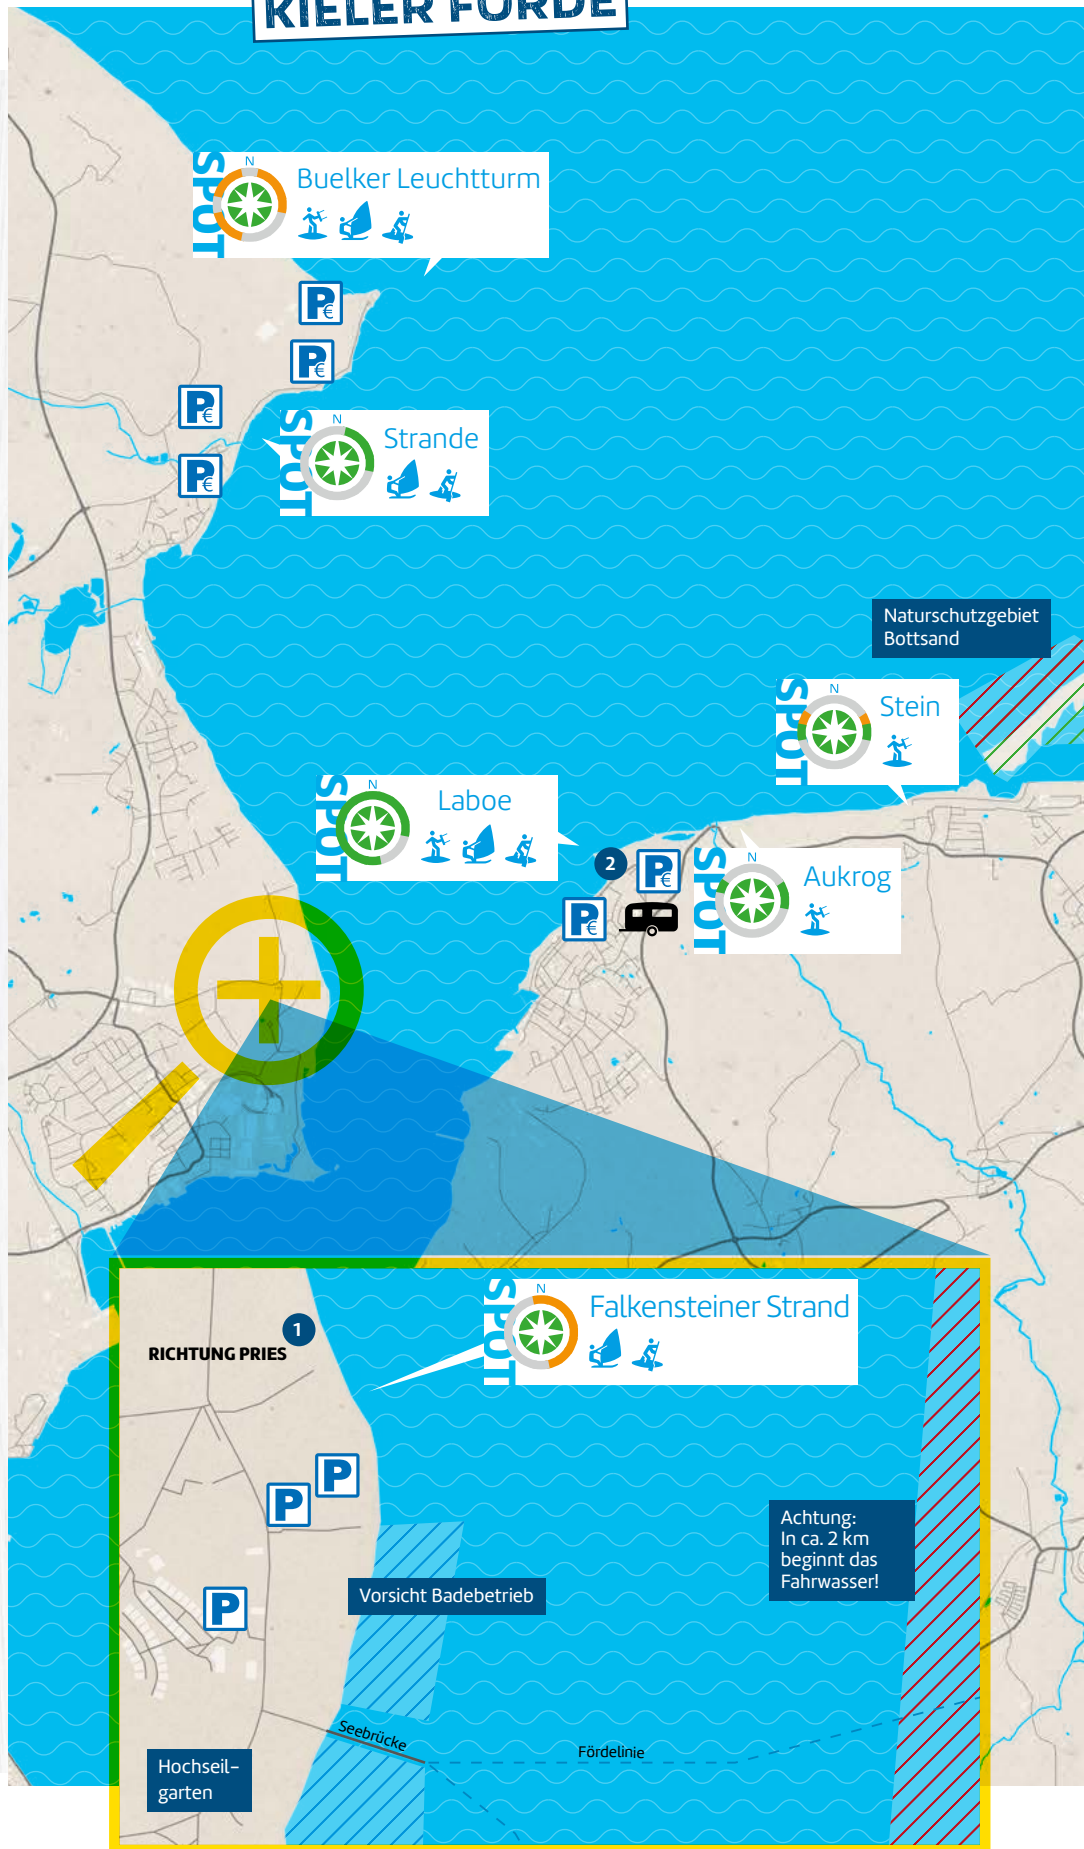 KIELER FÖRDE
SPOT
N
Buelker Leuchtturm
P€
P€
P€
P€
SPOT
N
Strande
Naturschutzgebiet
Bottsand
SPOT
N
Stein
SPOT
N
Laboe
2
P€
P€
SPOT
N
Aukrog
SPOT
N
Falkensteiner Strand
1
RICHTUNG PRIES
P
P
P
Achtung:
In ca. 2 km
beginnt das
Fahrwasser!
Vorsicht Badebetrieb
Seebrücke
Fördelinie
Hochseil-
garten